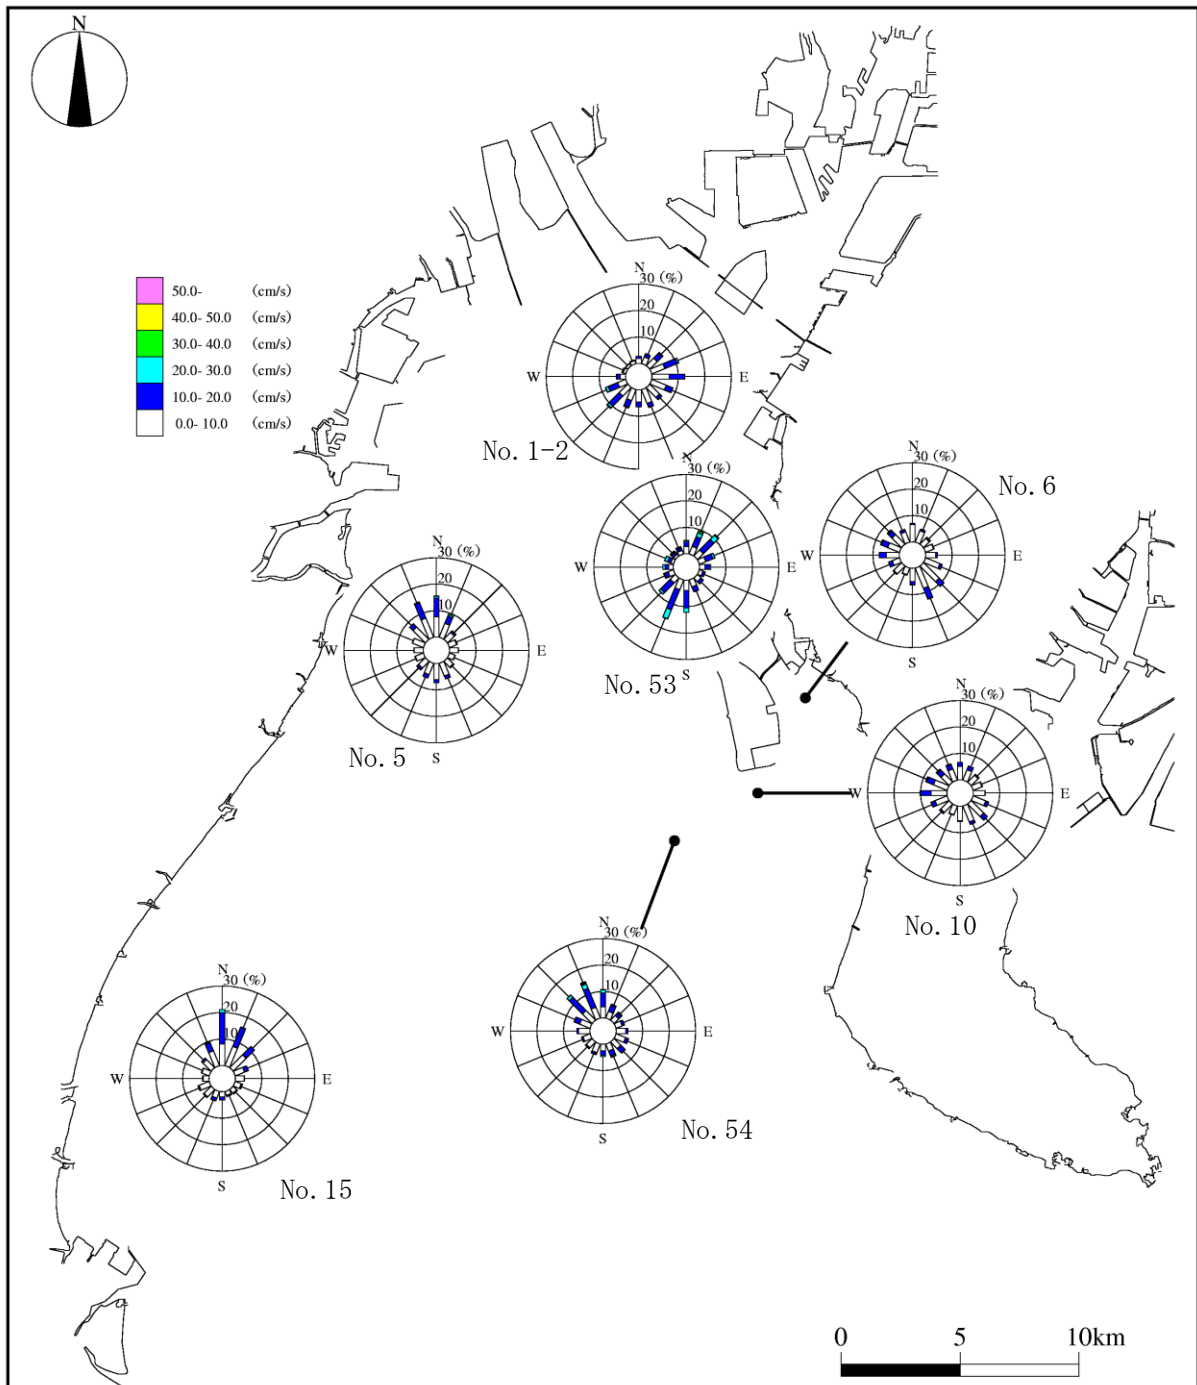 N
50.0- (cm/s)
40.0- 50.0 (cm/s)
30.0- 40.0 (cm/s)
20.0- 30.0 (cm/s)
10.0- 20.0 (cm/s)
0.0- 10.0 (cm/s)
N
30 (%)
20
10
W E
No. 1-2
N
30 (%)
20
10
W E
S
No. 53
N
30 (%)
20
10
W E
S
No. 6
N
30 (%)
20
10
W E
S
No. 5
N
30 (%)
20
10
W E
S
No. 10
N
30 (%)
20
10
W E
S
No. 54
N
30 (%)
20
10
W E
S
No. 15
0 5 10km